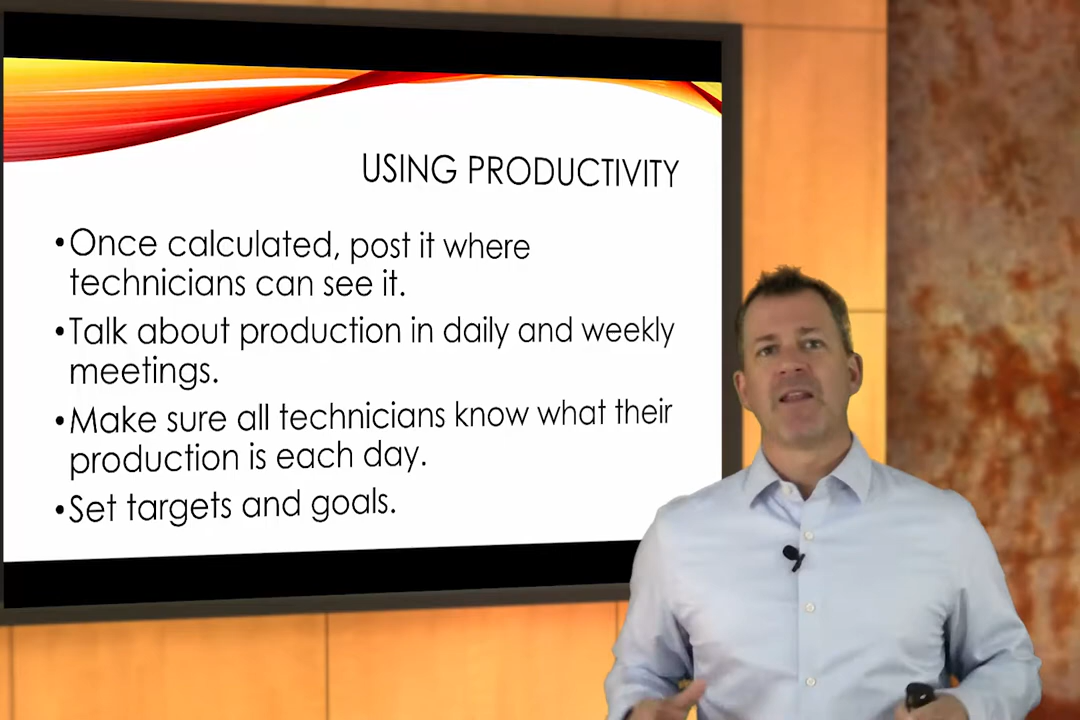 USING PRODUCTIVITY
•Once calculated, post it where
technicians can see it.
•Talk about production in daily and weekly
meetings.
•Make sure all technicians know what their
production is each day.
•Set targets and goals.